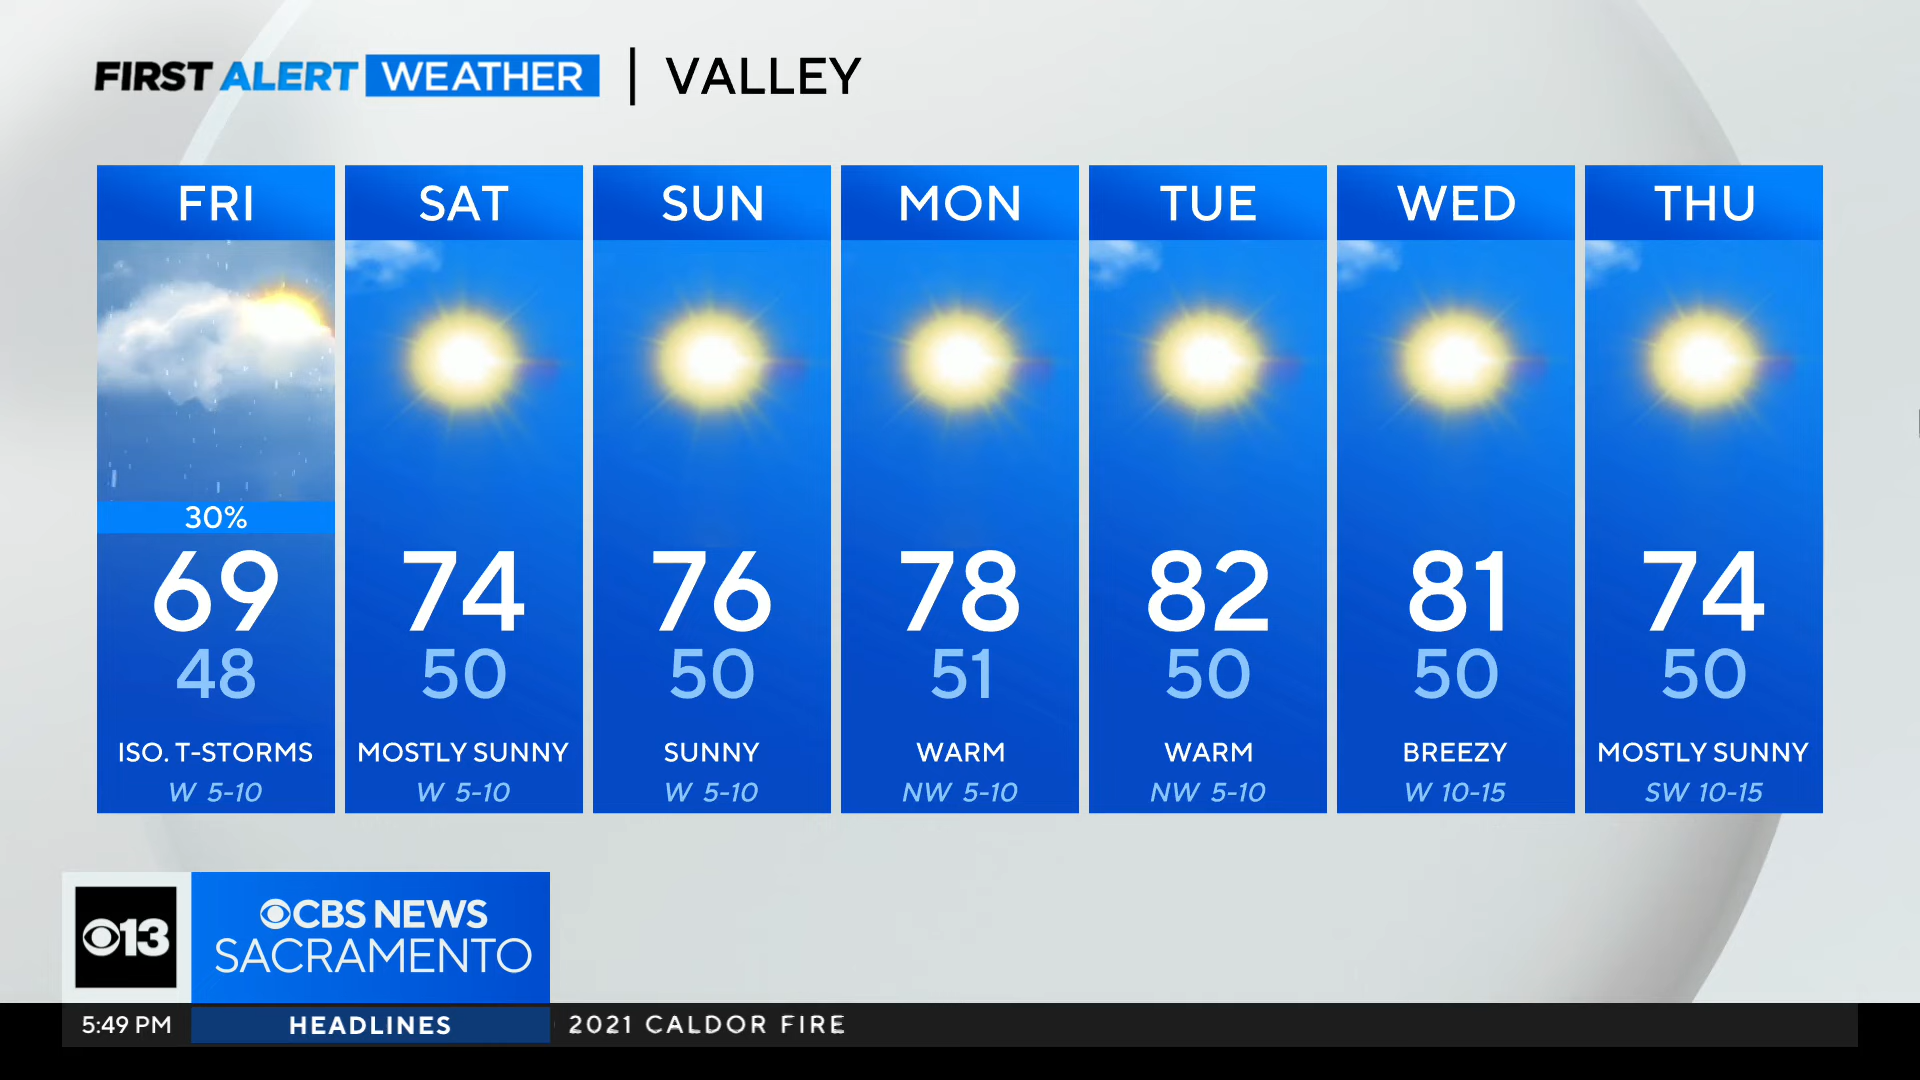 FIRST ALERT WEATHER | VALLEY
FRI
30%
69
48
ISO. T-STORMS
W 5-10
SAT
74
50
MOSTLY SUNNY
W 5-10
SUN
76
50
SUNNY
W 5-10
MON
78
51
WARM
NW 5-10
TUE
82
50
WARM
NW 5-10
WED
81
50
BREEZY
W 10-15
THU
74
50
MOSTLY SUNNY
SW 10-15
13
CBS NEWS
SACRAMENTO
5:49 PM
HEADLINES
2021 CALDOR FIRE